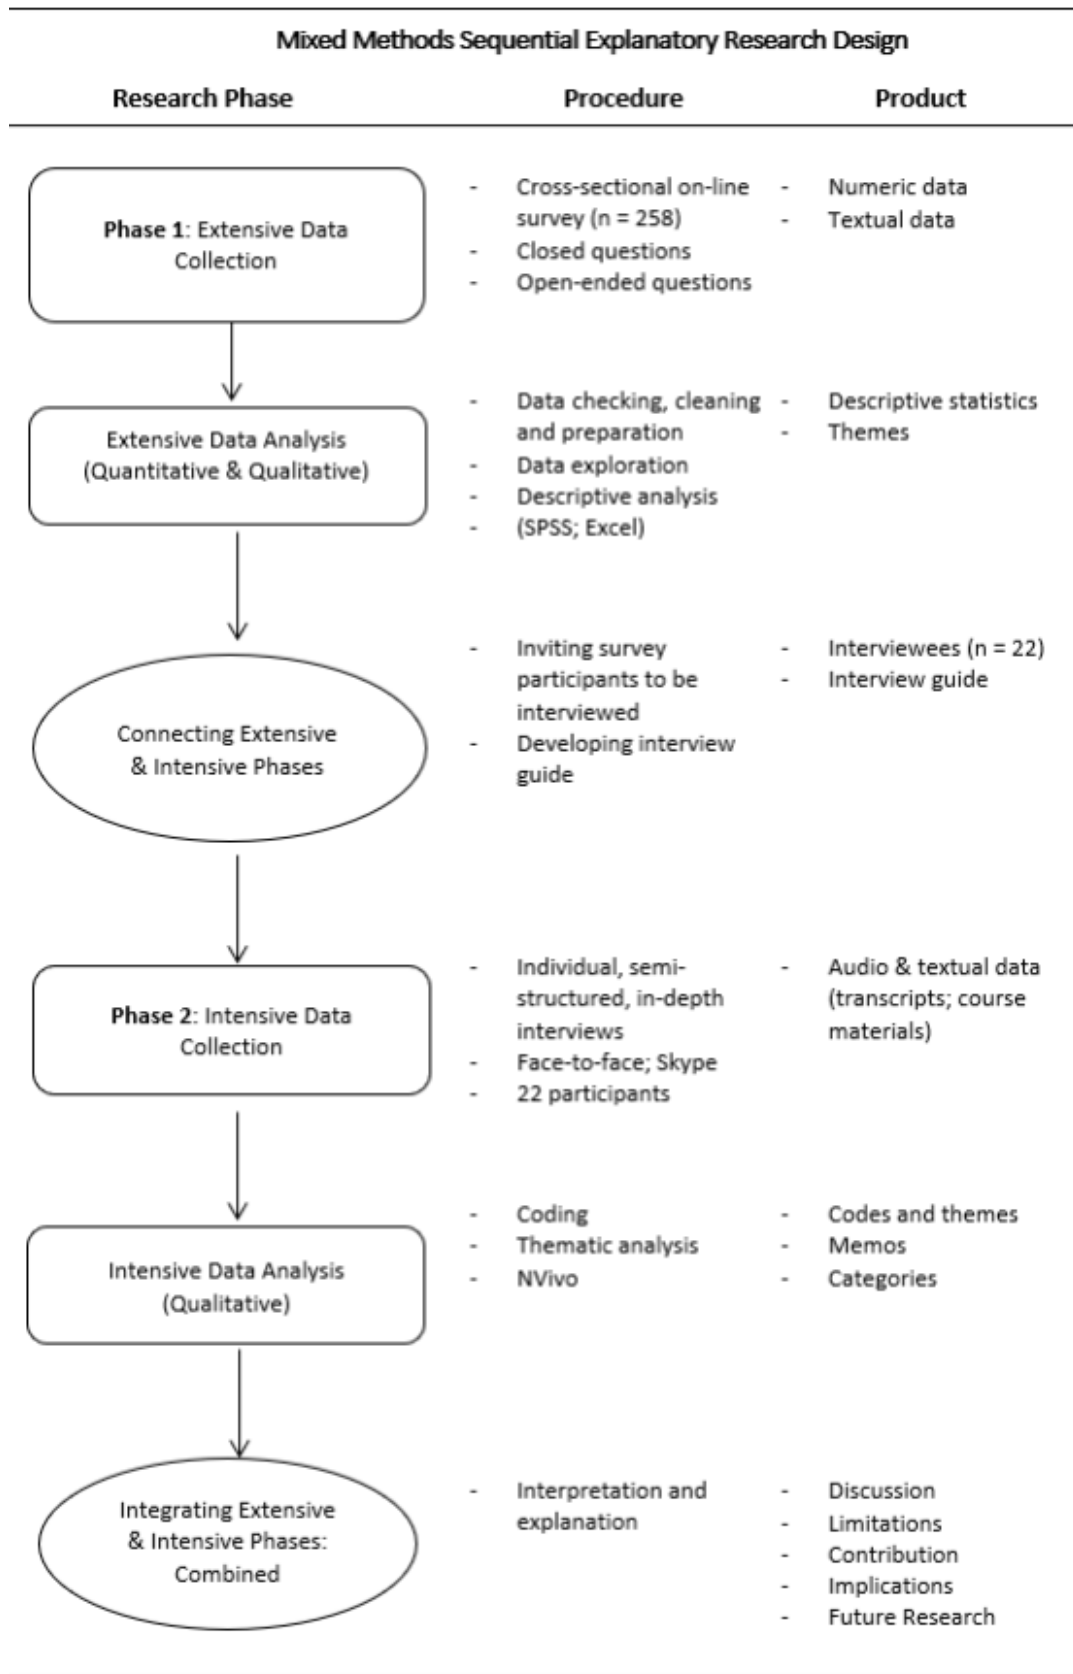 Mixed Methods Sequential Explanatory Research Design
Research Phase
Procedure
Product
Phase 1: Extensive Data
Collection
- Cross-sectional on-line
survey (n = 258)
- Closed questions
- Open-ended questions
- Numeric data
- Textual data
Extensive Data Analysis
(Quantitative & Qualitative)
- Data checking, cleaning
and preparation
- Data exploration
- Descriptive analysis
- (SPSS; Excel)
- Descriptive statistics
- Themes
Connecting Extensive
& Intensive Phases
- Inviting survey
participants to be
interviewed
- Developing interview
guide
- Interviewees (n = 22)
- Interview guide
Phase 2: Intensive Data
Collection
- Individual, semi-
structured, in-depth
interviews
- Face-to-face; Skype
- 22 participants
- Audio & textual data
(transcripts; course
materials)
Intensive Data Analysis
(Qualitative)
- Coding
- Thematic analysis
- NVivo
- Codes and themes
- Memos
- Categories
Integrating Extensive
& Intensive Phases:
Combined
- Interpretation and
explanation
- Discussion
- Limitations
- Contribution
- Implications
- Future Research